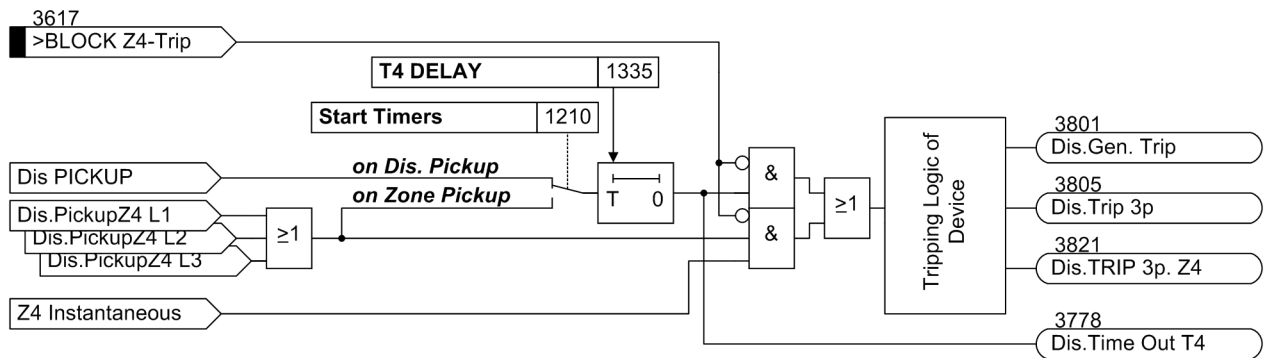 3617
>BLOCK Z4-Trip
T4 DELAY 1335
Start Timers 1210
Dis PICKUP
on Dis. Pickup
on Zone Pickup
T 0
Dis.PickupZ4 L1
Dis.PickupZ4 L2
Dis.PickupZ4 L3
≥1
&
&
≥1
Z4 Instantaneous
Tripping Logic of
Device
3801
Dis.Gen. Trip
3805
Dis.Trip 3p
3821
Dis.TRIP 3p. Z4
3778
Dis.Time Out T4